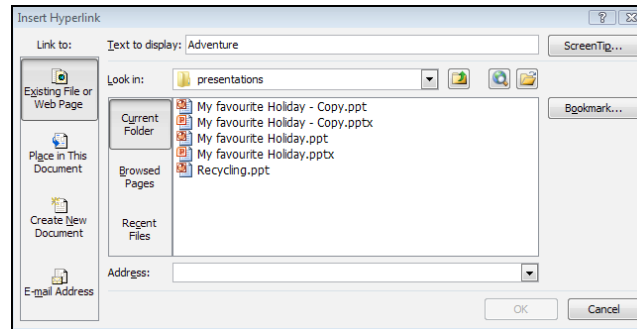 Insert Hyperlink
Link to:
Text to display: Adventure
ScreenTip...
Existing File or
Web Page
Look in: presentations
Bookmark...
Current
Folder
My favourite Holiday - Copy.ppt
My favourite Holiday - Copy.pptx
My favourite Holiday.ppt
My favourite Holiday.pptx
Recycling.ppt
Place in This
Document
Browsed
Pages
Create New
Document
Recent
Files
Address:
E-mail Address
OK
Cancel